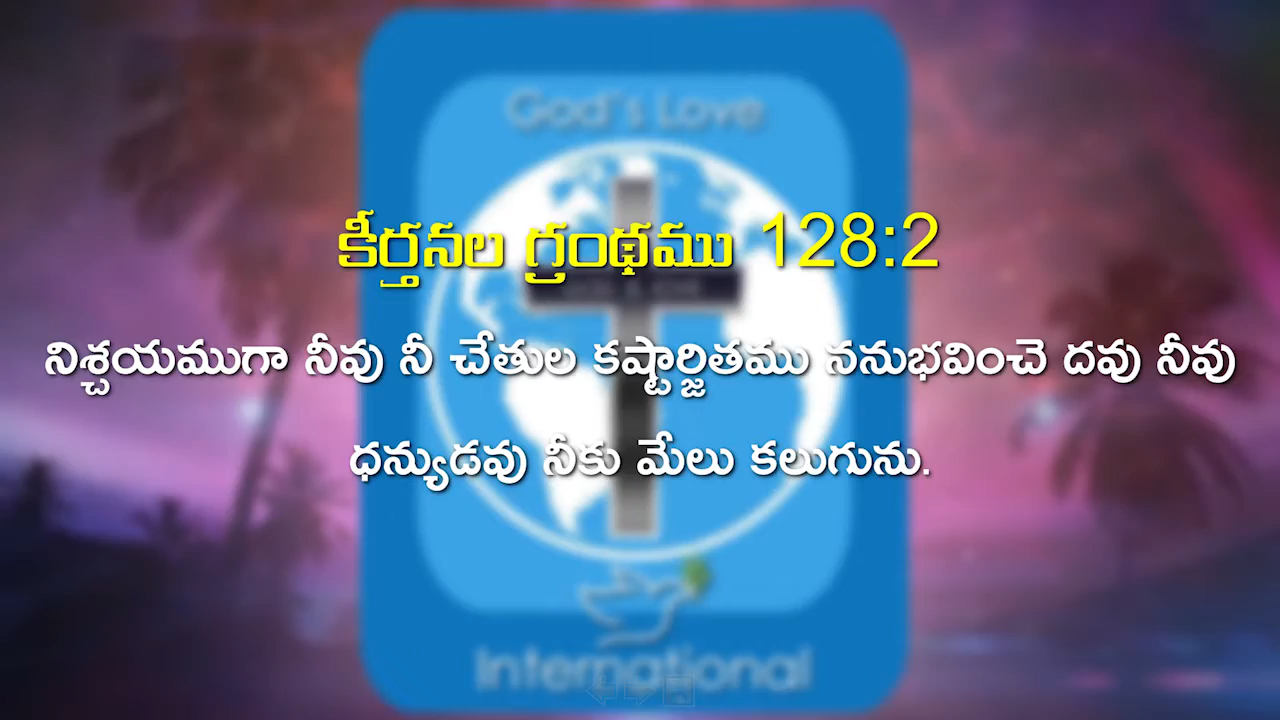 God's Love
కీర్తనల గ్రంథము 128:2
నిశ్చయముగా నీవు నీ చేతుల కష్టార్జితము ననుభవించె దవు నీవు
ధన్యుడవు నీకు మేలు కలుగును.
International